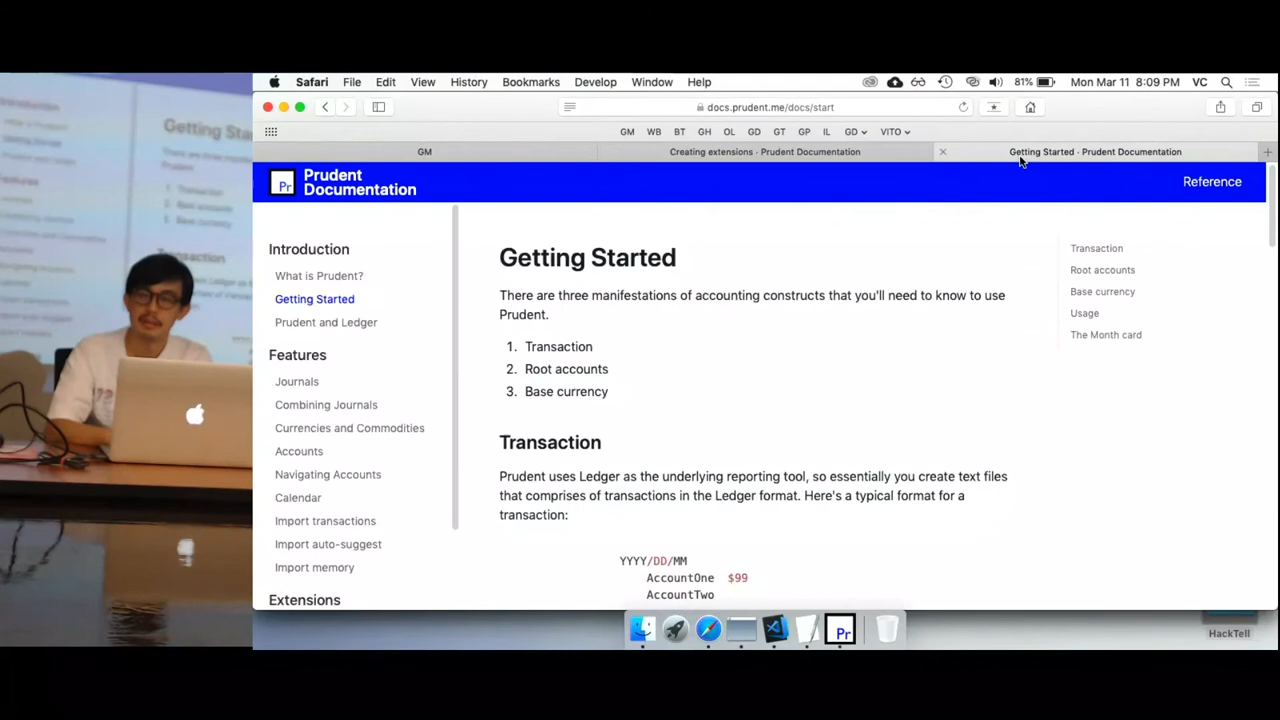 Safari File Edit View History Bookmarks Develop Window Help 81% Mon Mar 11 8:09 PM VC
docs.prudent.me/docs/start
GM WB BT GH OL GD GT GP IL GD VITO
GM Creating extensions · Prudent Documentation Getting Started · Prudent Documentation
Pr Prudent
Documentation
Reference
Introduction
What is Prudent?
Getting Started
Prudent and Ledger
Features
Journals
Combining Journals
Currencies and Commodities
Accounts
Navigating Accounts
Calendar
Import transactions
Import auto-suggest
Import memory
Extensions
Getting Started
There are three manifestations of accounting constructs that you'll need to know to use
Prudent.
1. Transaction
2. Root accounts
3. Base currency
Transaction
Prudent uses Ledger as the underlying reporting tool, so essentially you create text files
that comprises of transactions in the Ledger format. Here's a typical format for a
transaction:
YYYY/DD/MM
AccountOne $99
AccountTwo
Transaction
Root accounts
Base currency
Usage
The Month card
Pr
HackTell
Getting Sta
Transaction